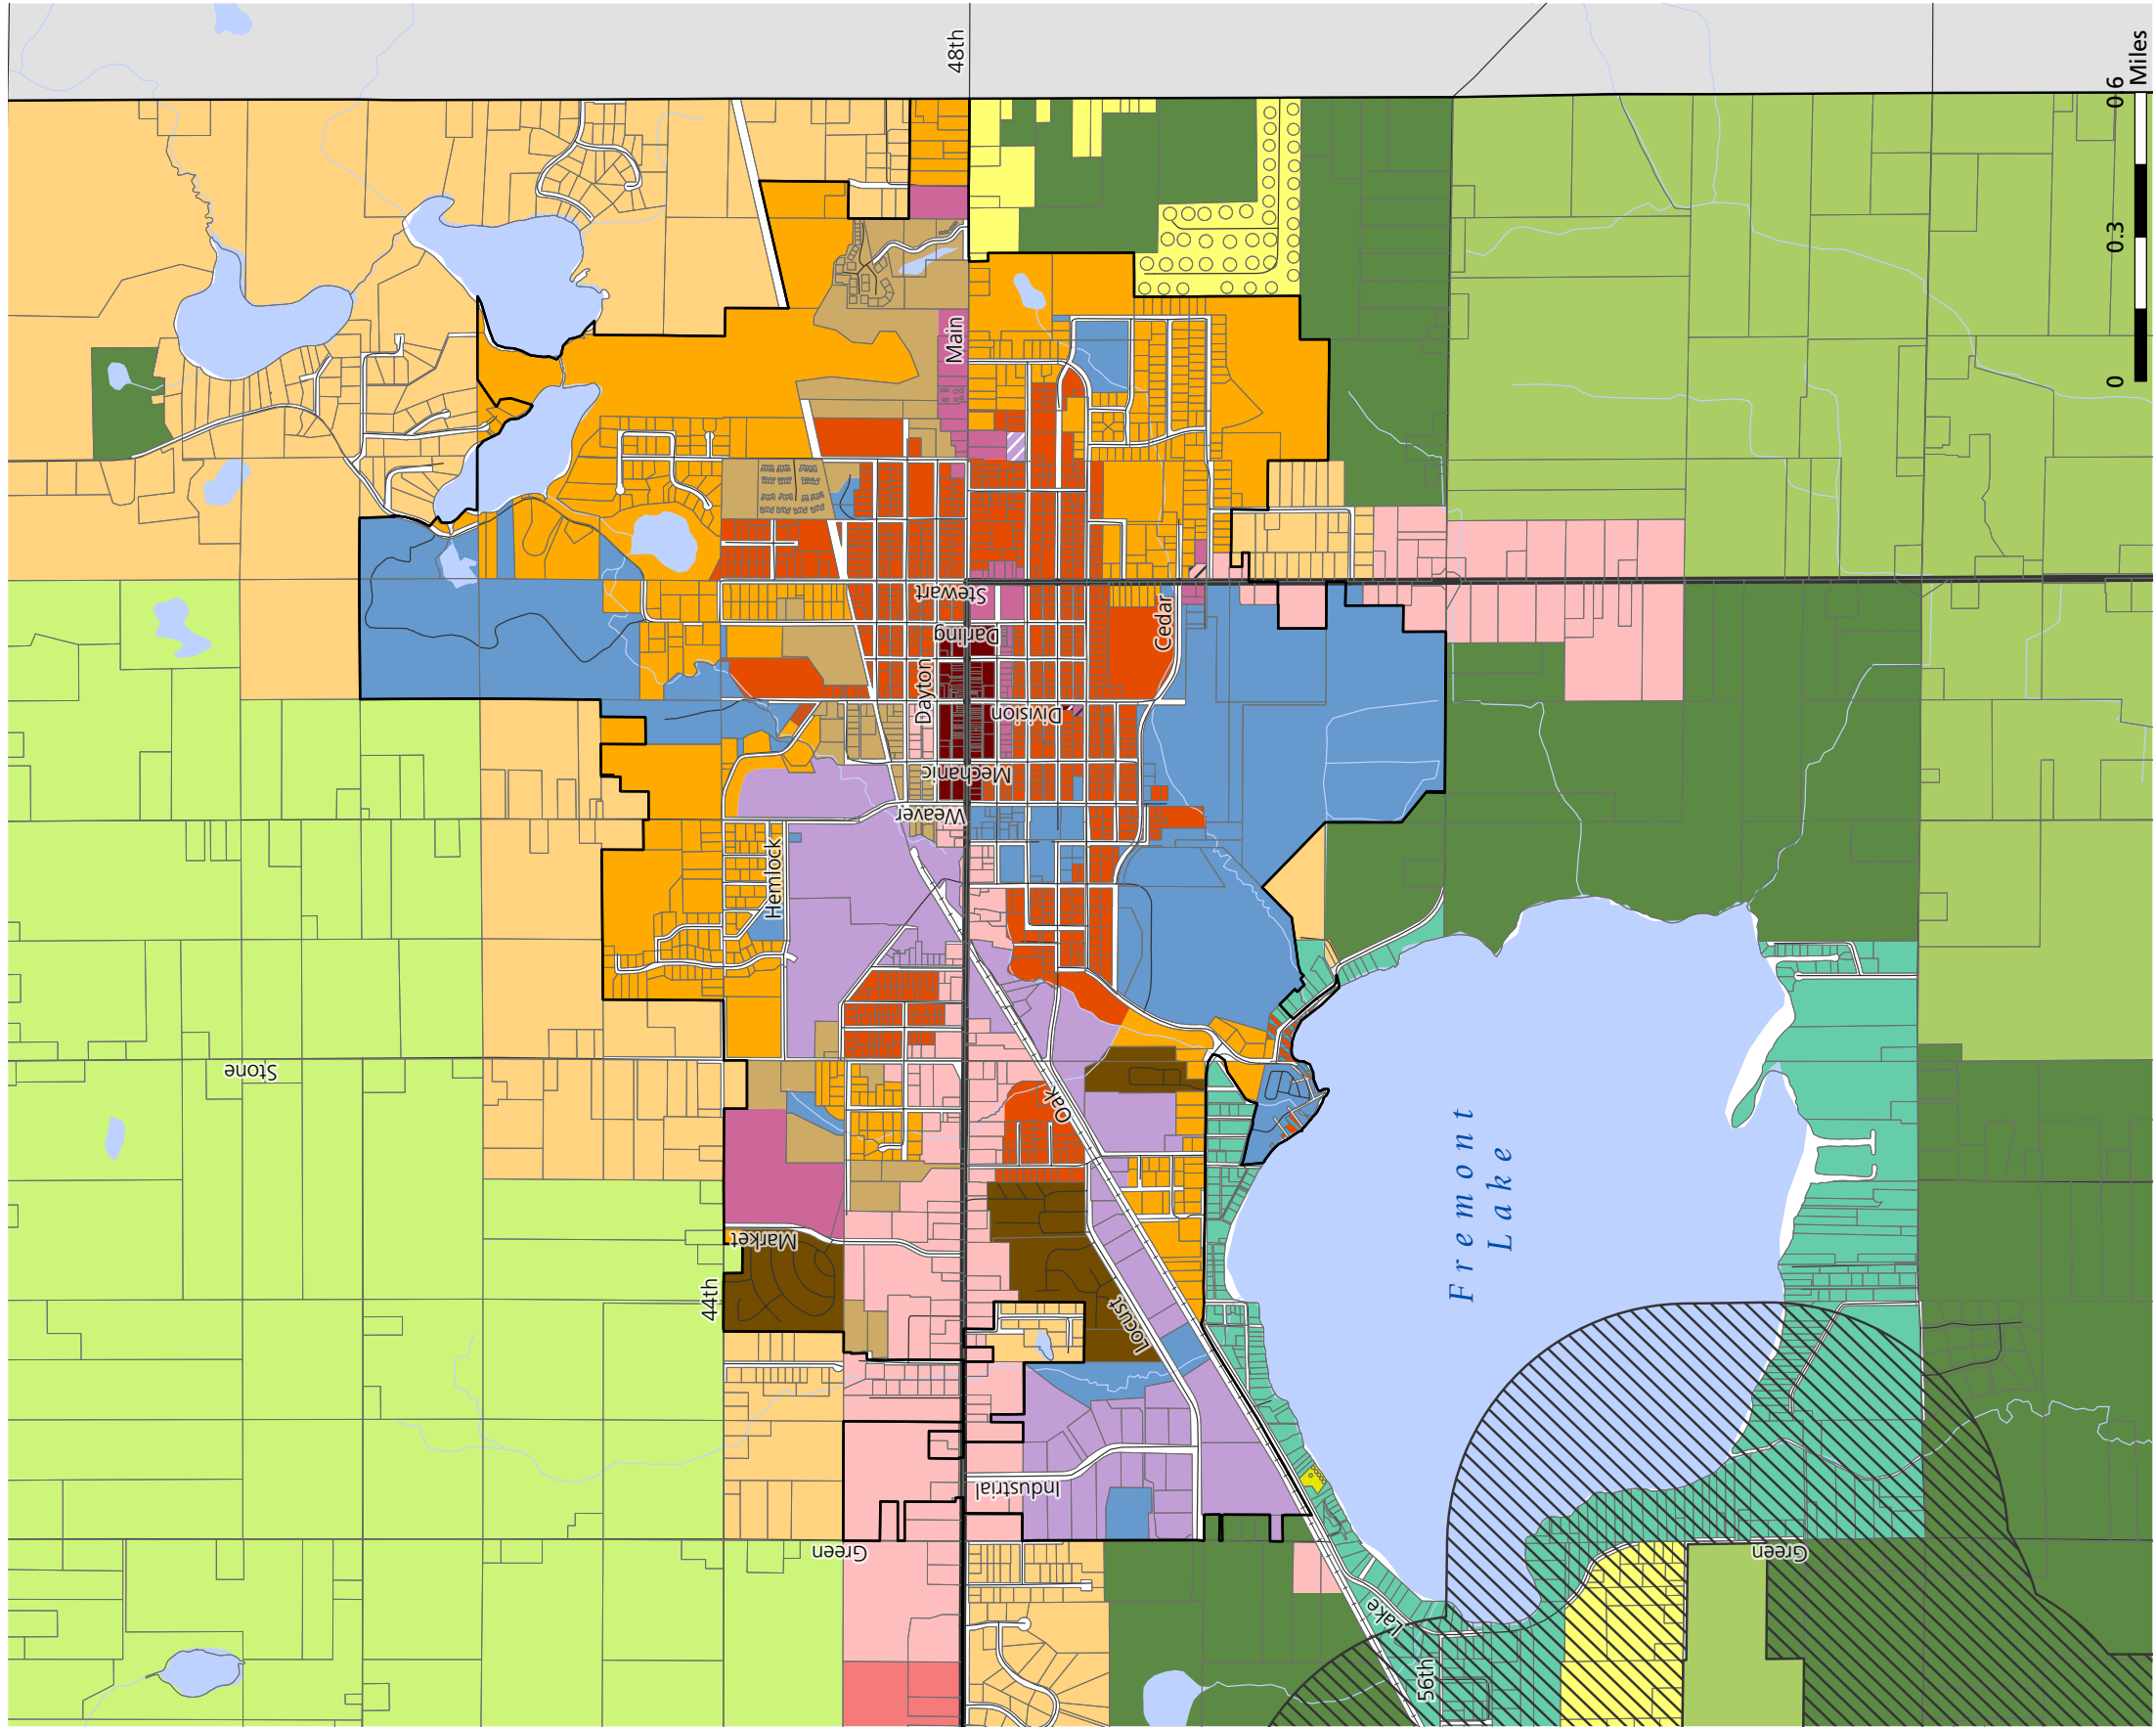 48th
0.6
Miles
0.3
0
Main
Stewart
Darling
Cedar
Dayton
Division
Mechanic
Weaver
Hemlock
Stone
Oak
Fremont
Lake
Market
44th
Locust
Industrial
Green
Green
Lake
56th